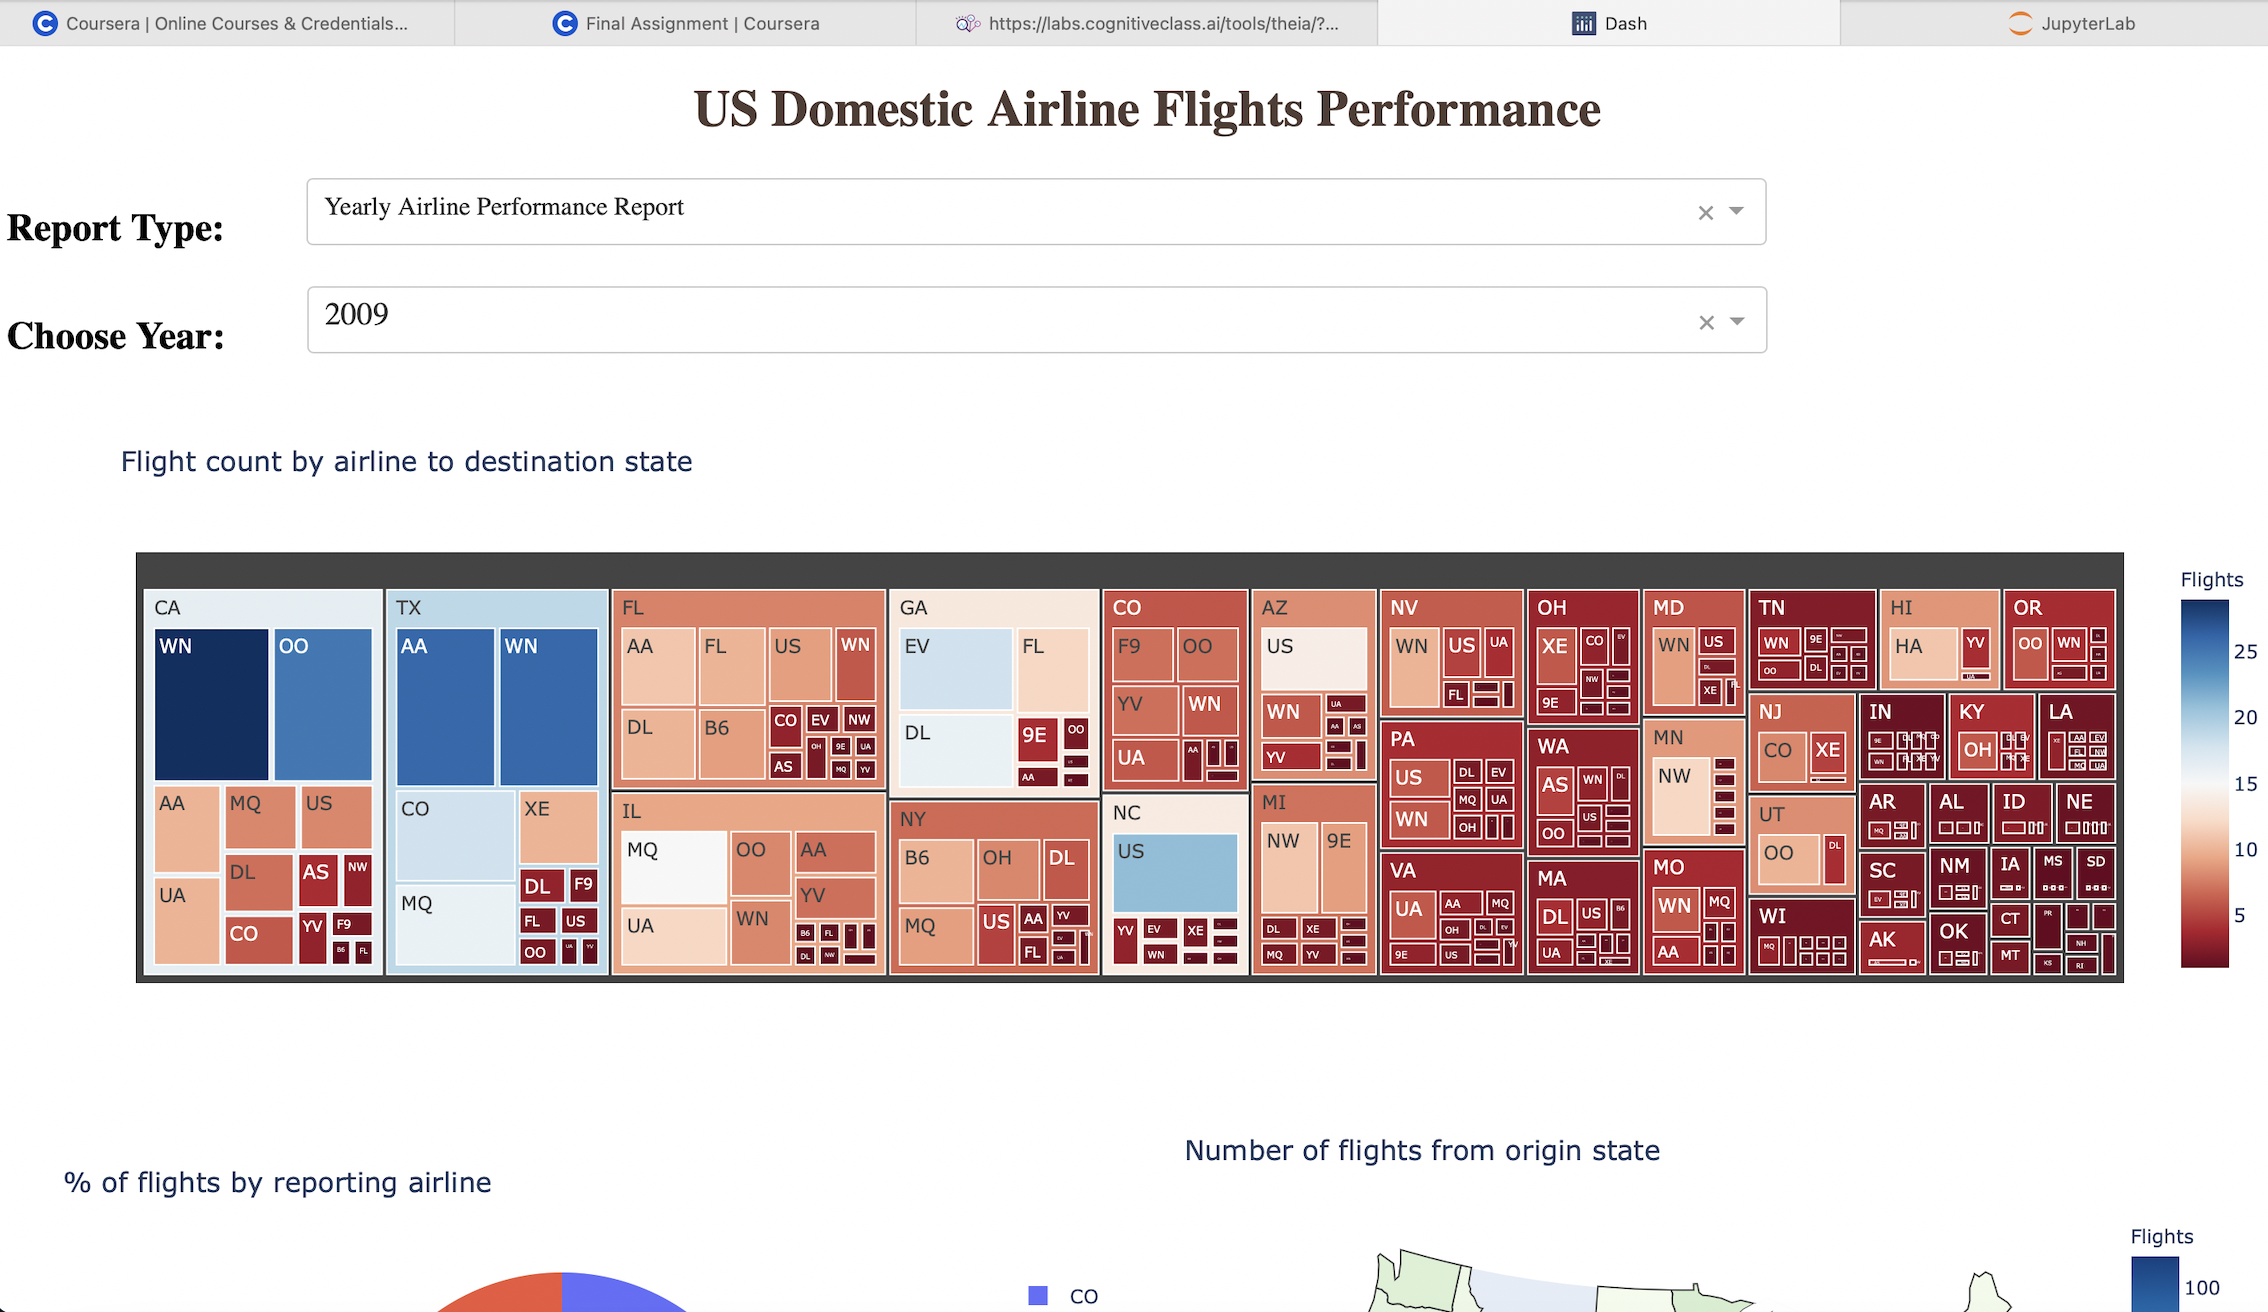 Coursera | Online Courses & Credentials...
Final Assignment | Coursera
https://labs.cognitiveclass.ai/tools/theia/?...
Dash
JupyterLab
US Domestic Airline Flights Performance
Report Type:
Yearly Airline Performance Report
Choose Year:
2009
Flight count by airline to destination state
Flights
25
20
15
10
5
CA
WN
OO
AA
MQ
US
UA
DL
AS
NW
CO
YV
F9
B6
FL
TX
AA
WN
CO
XE
MQ
DL
F9
FL
US
OO
UA
YV
FL
AA
FL
US
WN
DL
B6
CO
EV
NW
OH
9E
UA
AS
MQ
YV
IL
MQ
OO
AA
YV
UA
WN
B6
FL
DL
NW
GA
EV
FL
DL
9E
OO
AA
NY
B6
OH
DL
MQ
US
AA
YV
EV
FL
UA
CO
F9
OO
YV
WN
UA
AA
NC
US
YV
EV
XE
WN
AZ
US
WN
UA
AA
AS
YV
MI
NW
9E
DL
XE
MQ
YV
NV
WN
US
UA
FL
PA
US
DL
EV
MQ
UA
WN
OH
VA
UA
AA
MQ
OH
DL
EV
9E
US
YV
OH
XE
CO
EV
NW
9E
WA
AS
WN
DL
US
OO
MA
DL
US
B6
UA
XE
MD
WN
US
DL
XE
FL
MN
NW
MO
WN
MQ
AA
TN
WN
9E
OO
DL
NJ
CO
XE
UT
OO
DL
WI
MQ
HI
HA
YV
UA
OR
OO
WN
IN
9E
WN
KY
OH
LA
XE
AA
EV
FL
NW
MQ
UA
AR
MQ
AL
ID
NE
SC
EV
NM
IA
MS
SD
AK
OK
CT
PR
MT
KS
NH
RI
% of flights by reporting airline
CO
Number of flights from origin state
Flights
100